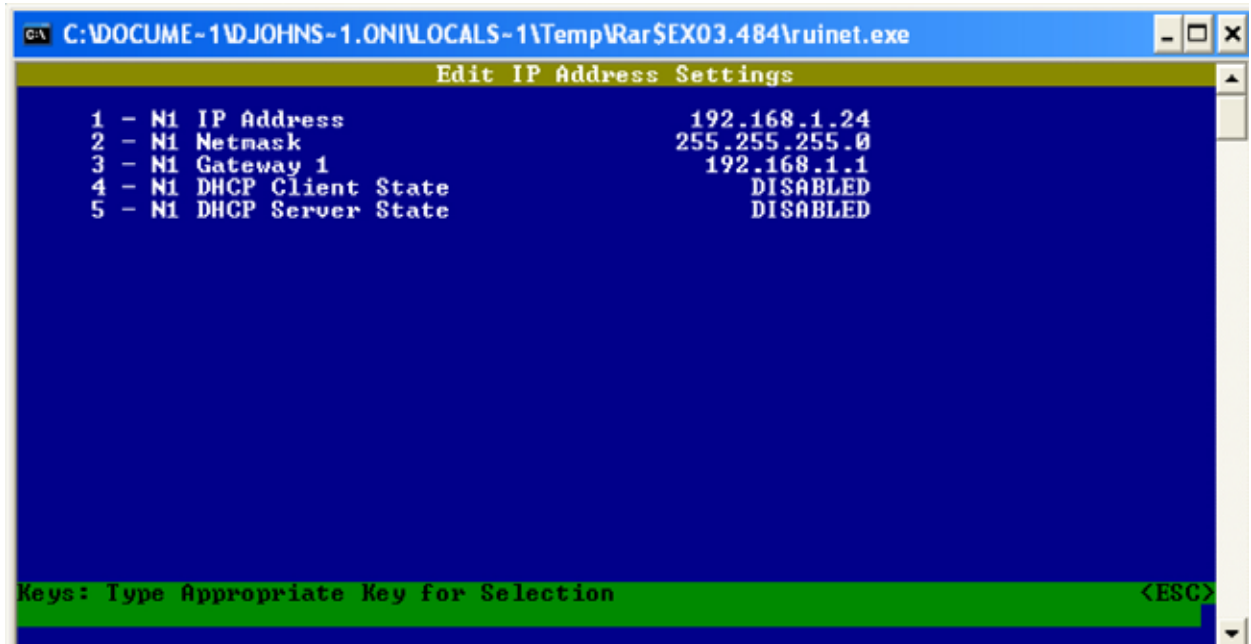 C:\DOCUME~1\DJOHNS~1.ONI\LOCALS~1\Temp\Rar$EX03.484\ruinet.exe
Edit IP Address Settings
1 - N1 IP Address 192.168.1.24
2 - N1 Netmask 255.255.255.0
3 - N1 Gateway 1 192.168.1.1
4 - N1 DHCP Client State DISABLED
5 - N1 DHCP Server State DISABLED
Keys: Type Appropriate Key for Selection <ESC>